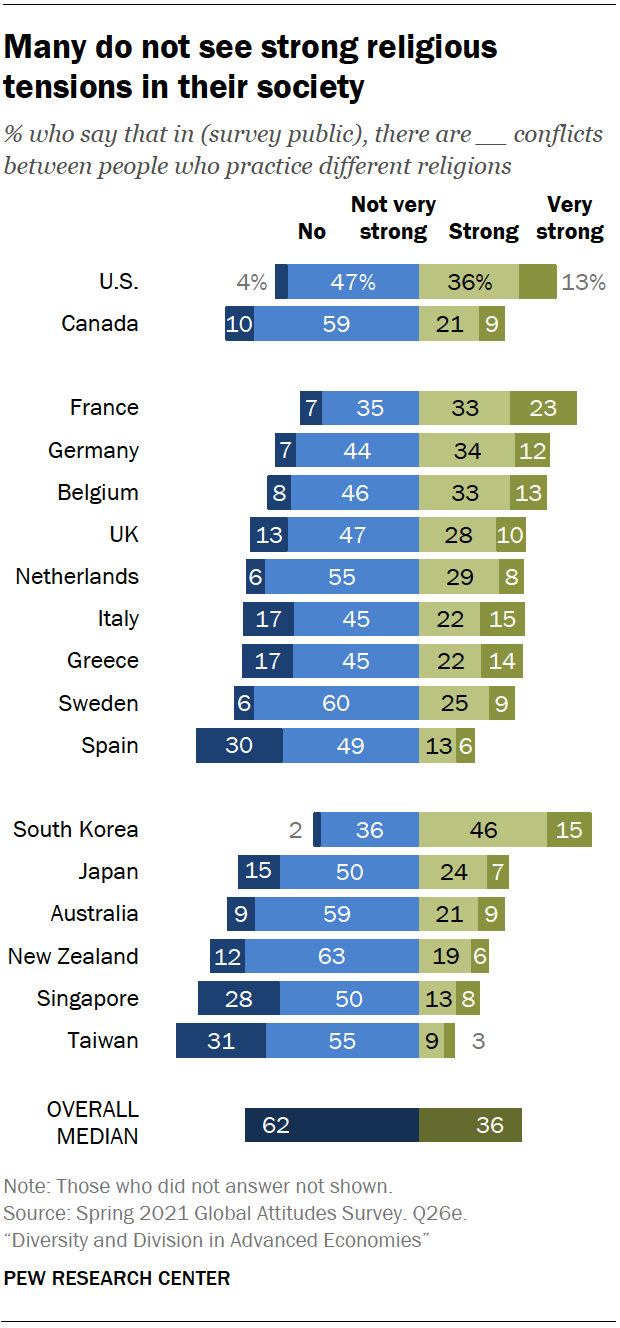 Many do not see strong religious
tensions in their society
% who say that in (survey public), there are __ conflicts
between people who practice different religions
No Not very strong Strong Very strong
U.S. 4% 47% 36% 13%
Canada 10 59 21 9
France 7 35 33 23
Germany 7 44 34 12
Belgium 8 46 33 13
UK 13 47 28 10
Netherlands 6 55 29 8
Italy 17 45 22 15
Greece 17 45 22 14
Sweden 6 60 25 9
Spain 30 49 13 6
South Korea 2 36 46 15
Japan 15 50 24 7
Australia 9 59 21 9
New Zealand 12 63 19 6
Singapore 28 50 13 8
Taiwan 31 55 9 3
OVERALL
MEDIAN 62 36
Note: Those who did not answer not shown.
Source: Spring 2021 Global Attitudes Survey. Q26e.
“Diversity and Division in Advanced Economies”
PEW RESEARCH CENTER